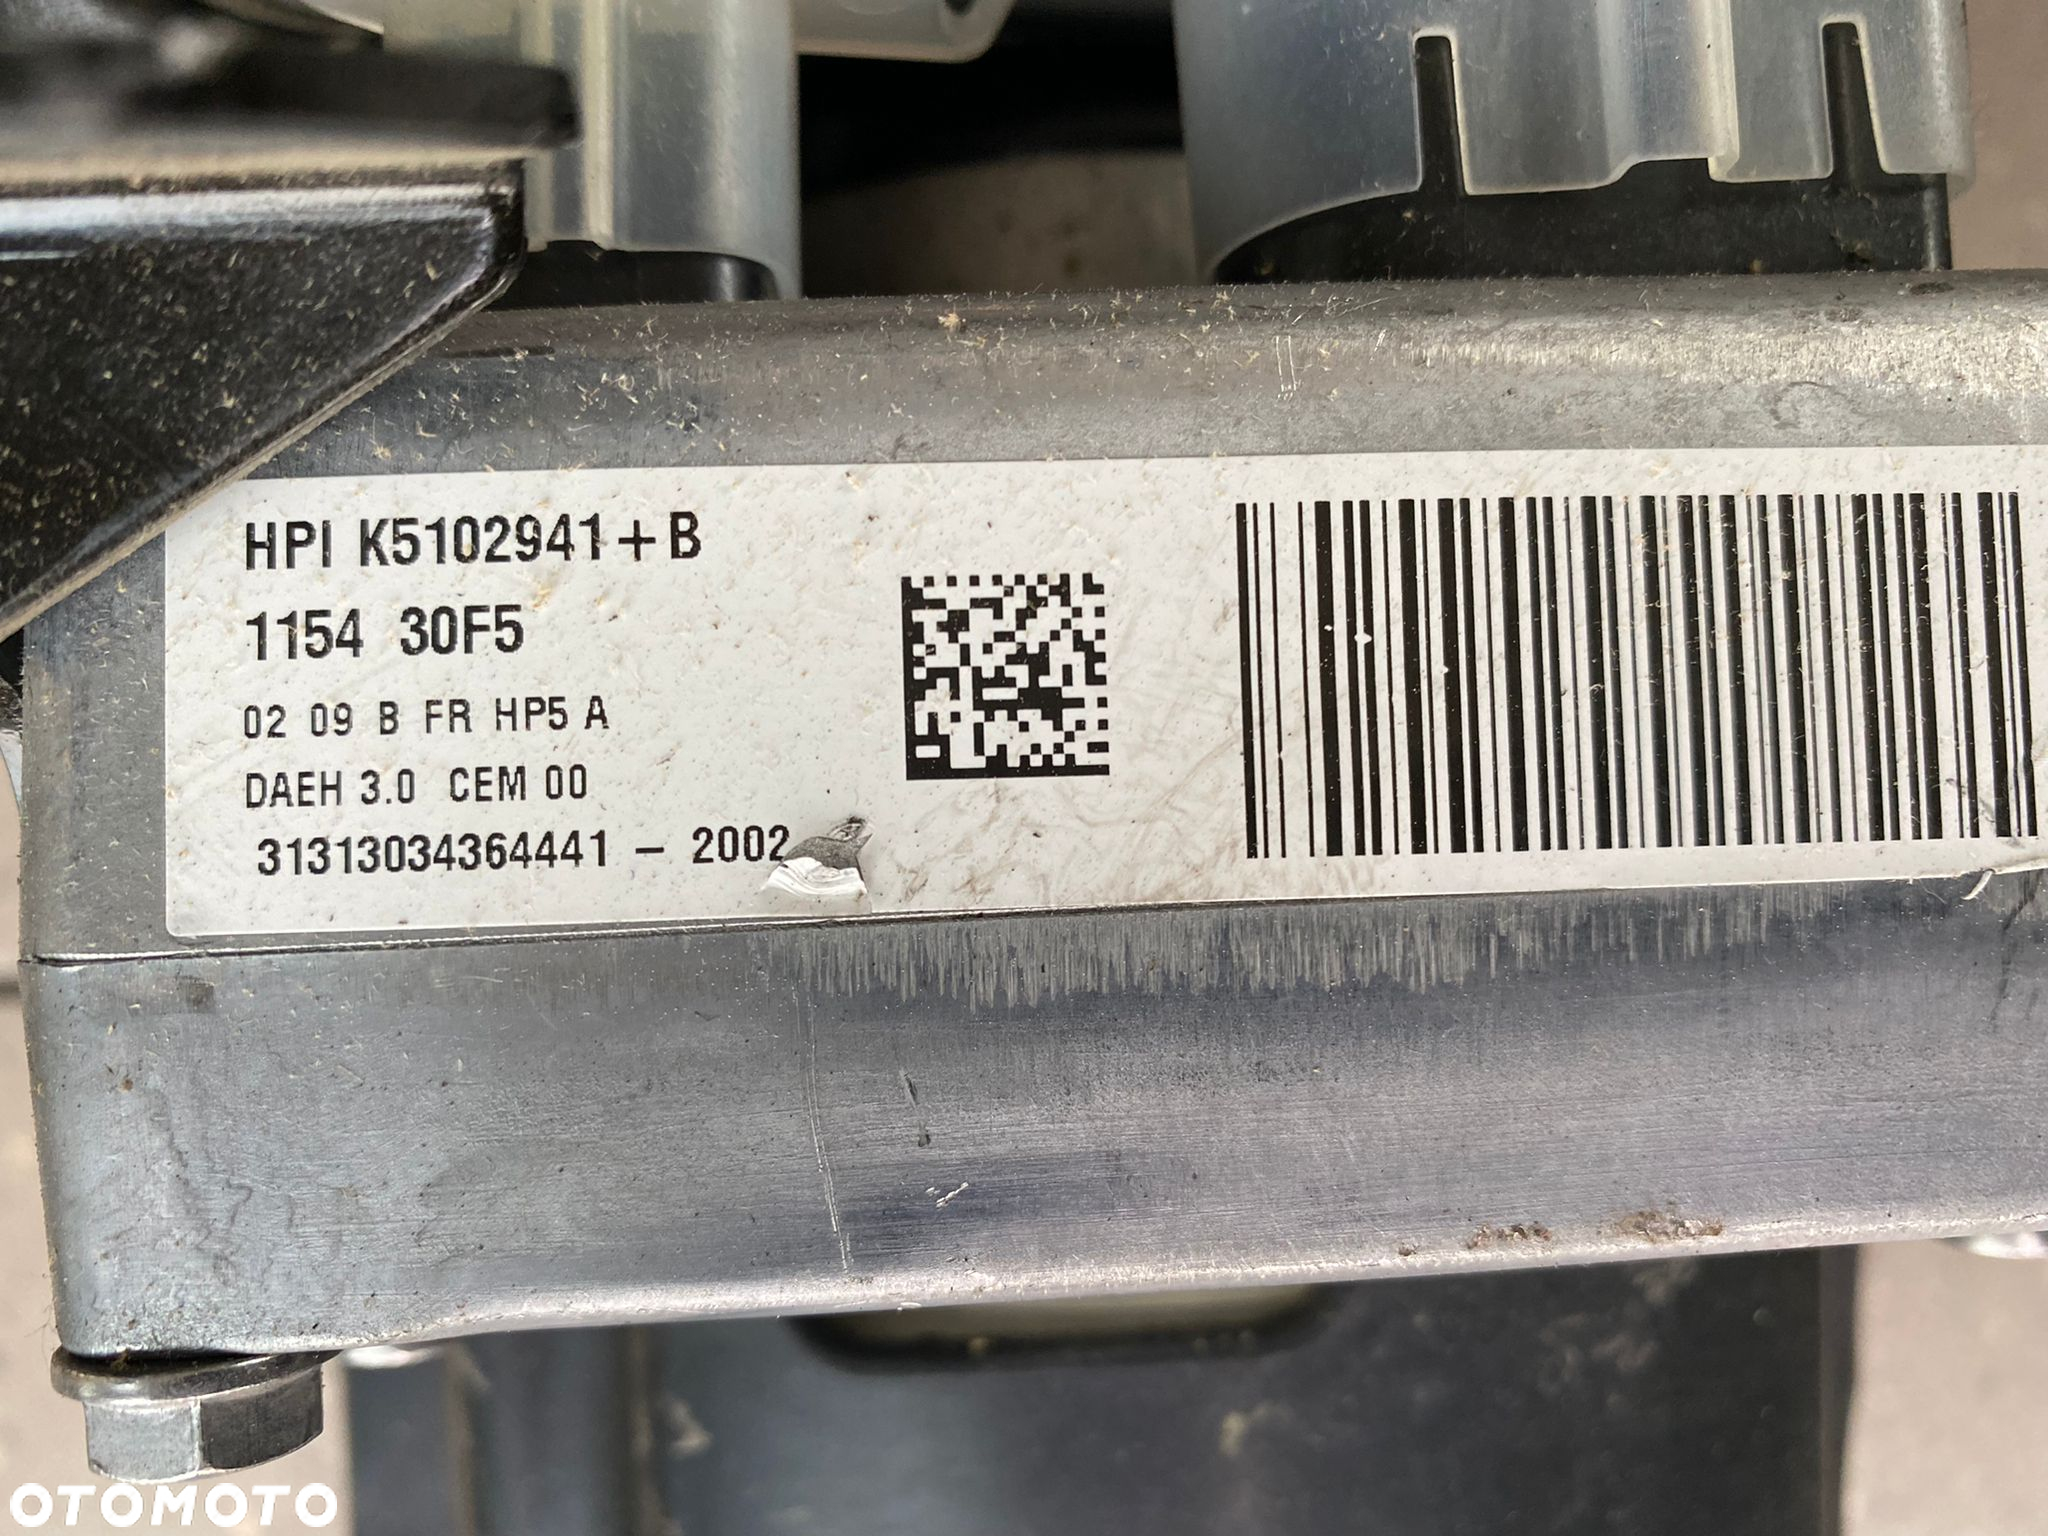 HPI K5102941+B
1154 30F5
02 09 B FR HP5 A
DAEH 3.0 CEM 00
31313034364441 - 2002
OTOMOTO